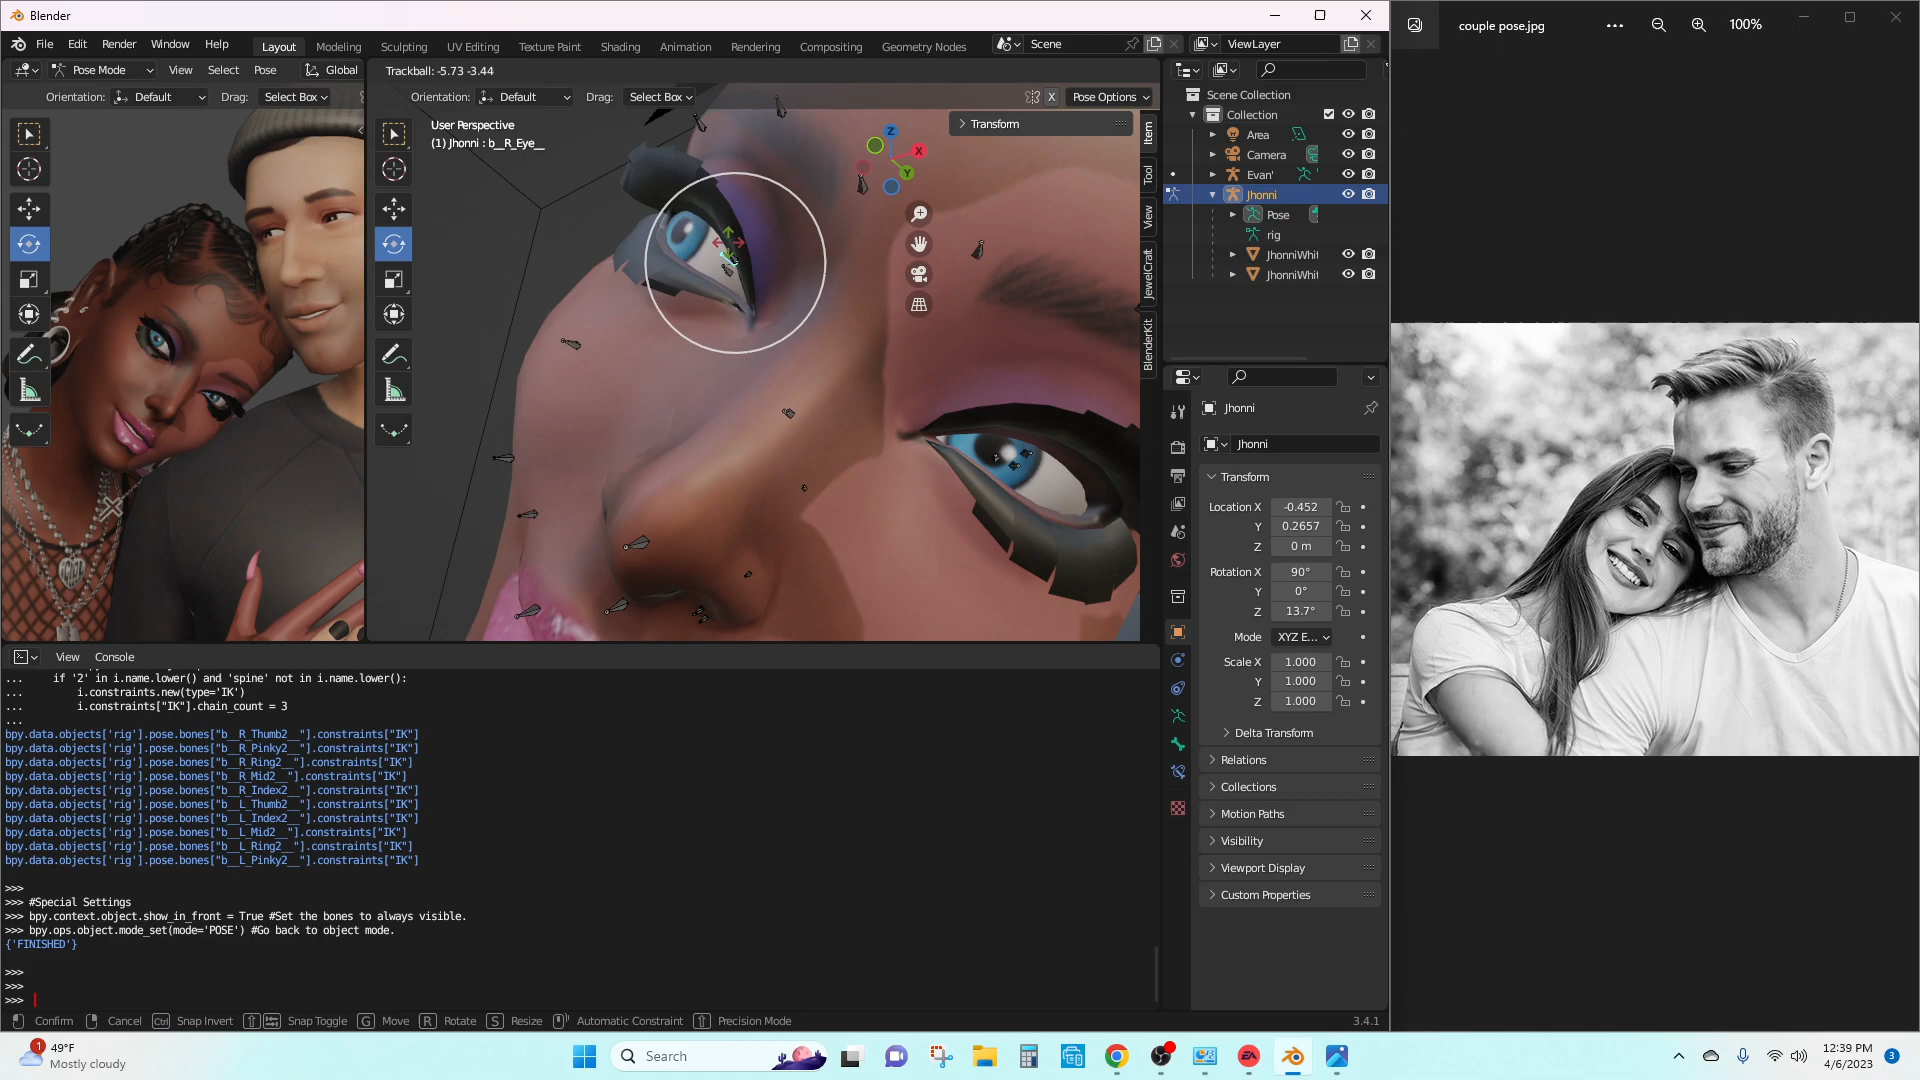 Blender
couple pose.jpg
100%
File Edit Render Window Help
Layout Modeling Sculpting UV Editing Texture Paint Shading Animation Rendering Compositing Geometry Nodes
Scene
ViewLayer
Pose Mode View Select Pose Global
Trackball: -5.73 -3.44
Orientation: Default Drag: Select Box
Orientation: Default Drag: Select Box
X Pose Options
User Perspective
(1) Jhonni : b__R_Eye__
Transform
Z
X
Y
Item
Tool
View
JewelCraft
BlenderKit
Scene Collection
Collection
Area
Camera
Evan'
Jhonni
Pose
rig
JhonniWhit
JhonniWhit
Jhonni
Jhonni
Transform
Location X -0.452
Y 0.2657
Z 0 m
Rotation X 90°
Y 0°
Z 13.7°
Mode XYZ E...
Scale X 1.000
Y 1.000
Z 1.000
Delta Transform
Relations
Collections
Motion Paths
Visibility
Viewport Display
Custom Properties
View Console
... if '2' in i.name.lower() and 'spine' not in i.name.lower():
... i.constraints.new(type='IK')
... i.constraints["IK"].chain_count = 3
...
bpy.data.objects['rig'].pose.bones["b__R_Thumb2__"].constraints["IK"]
bpy.data.objects['rig'].pose.bones["b__R_Pinky2__"].constraints["IK"]
bpy.data.objects['rig'].pose.bones["b__R_Ring2__"].constraints["IK"]
bpy.data.objects['rig'].pose.bones["b__R_Mid2__"].constraints["IK"]
bpy.data.objects['rig'].pose.bones["b__R_Index2__"].constraints["IK"]
bpy.data.objects['rig'].pose.bones["b__L_Thumb2__"].constraints["IK"]
bpy.data.objects['rig'].pose.bones["b__L_Index2__"].constraints["IK"]
bpy.data.objects['rig'].pose.bones["b__L_Mid2__"].constraints["IK"]
bpy.data.objects['rig'].pose.bones["b__L_Ring2__"].constraints["IK"]
bpy.data.objects['rig'].pose.bones["b__L_Pinky2__"].constraints["IK"]
>>>
>>> #Special Settings
>>> bpy.context.object.show_in_front = True #Set the bones to always visible.
>>> bpy.ops.object.mode_set(mode='POSE') #Go back to object mode.
{'FINISHED'}
>>>
>>>
>>>
Confirm Cancel Ctrl Snap Invert Snap Toggle G Move R Rotate S Resize Automatic Constraint Precision Mode
3.4.1
1
49°F
Mostly cloudy
Search
EA
12:39 PM
4/6/2023
3